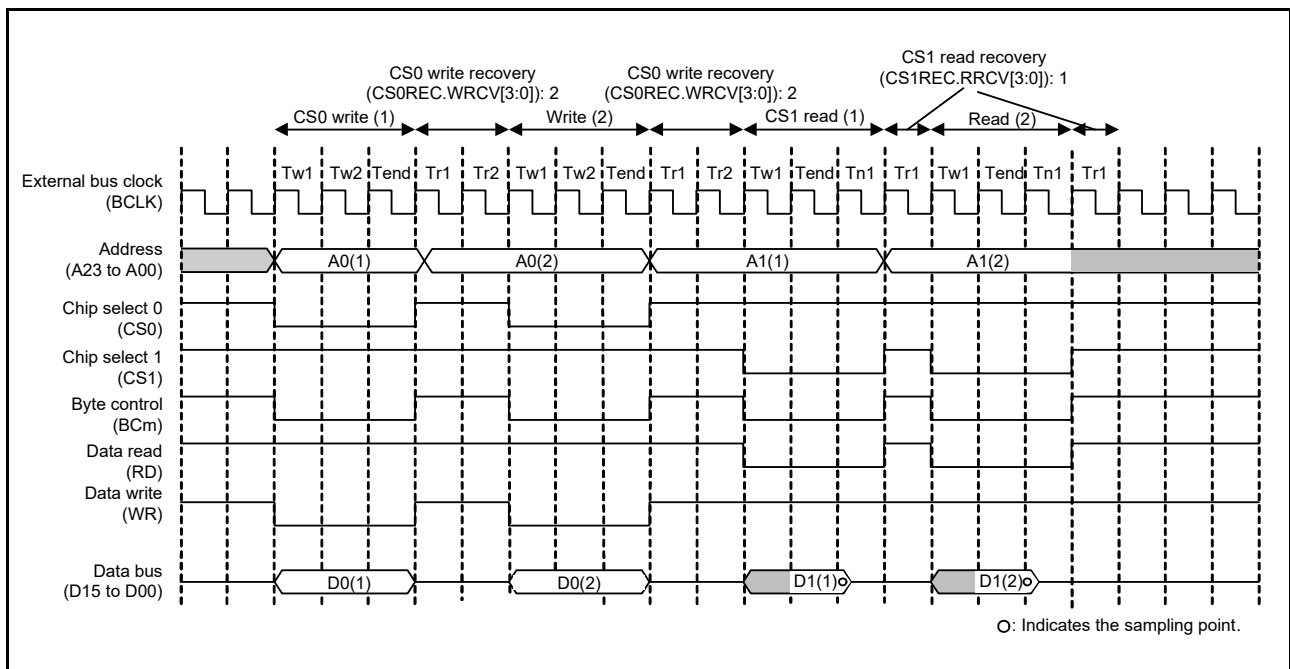 CS0 write recovery
(CS0REC.WRCV[3:0]): 2
CS0 write recovery
(CS0REC.WRCV[3:0]): 2
CS1 read recovery
(CS1REC.RRCV[3:0]): 1
CS0 write (1)
Write (2)
CS1 read (1)
Read (2)
Tw1 Tw2 Tend Tr1 Tr2 Tw1 Tw2 Tend Tr1 Tr2 Tw1 Tend Tn1 Tr1 Tw1 Tend Tn1 Tr1
External bus clock
(BCLK)
Address
(A23 to A00)
A0(1) A0(2) A1(1) A1(2)
Chip select 0
(CS0)
Chip select 1
(CS1)
Byte control
(BCm)
Data read
(RD)
Data write
(WR)
Data bus
(D15 to D00)
D0(1) D0(2) D1(1) D1(2)
O: Indicates the sampling point.